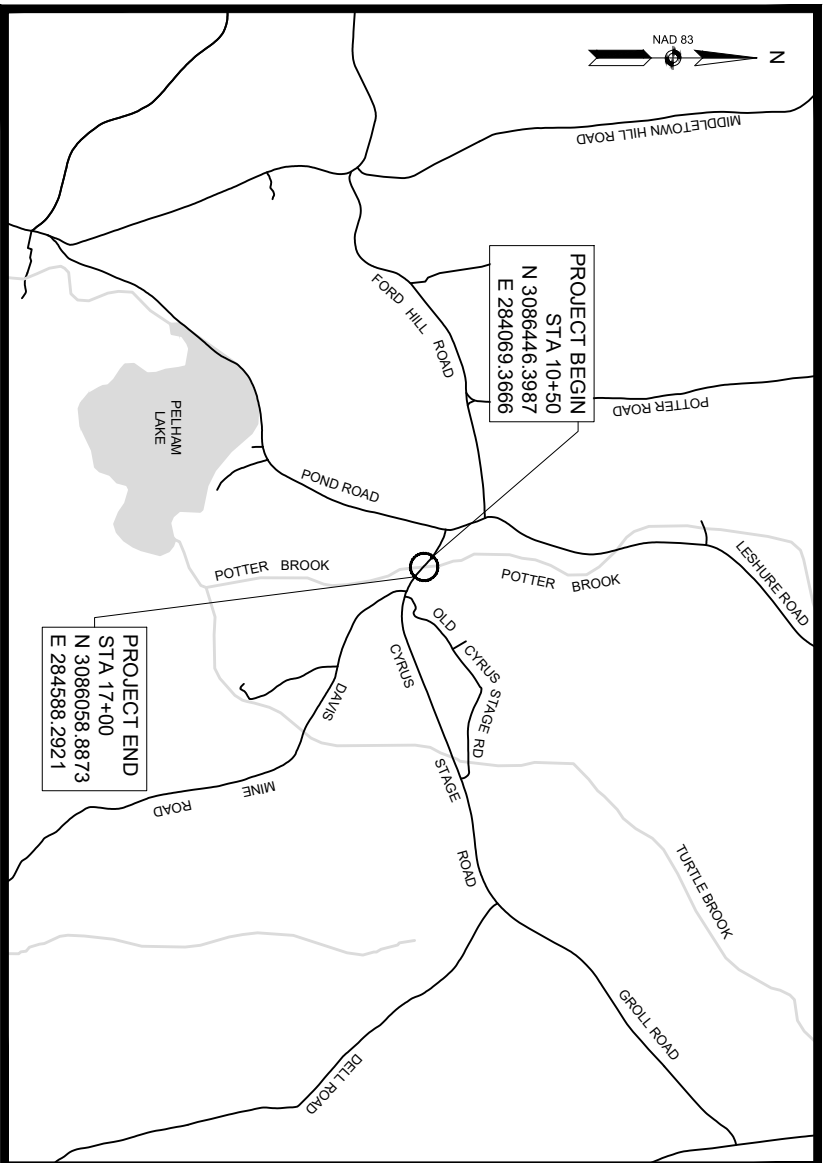 NAD 83
N
MIDDLETOWN HILL ROAD
PROJECT BEGIN
STA 10+50
N 3086446.3987
E 284069.3666
FORD HILL ROAD
POTTER ROAD
PELHAM
LAKE
POND ROAD
LESHURE ROAD
POTTER BROOK
POTTER BROOK
OLD CYRUS STAGE RD
CYRUS STAGE ROAD
PROJECT END
STA 17+00
N 3086058.8873
E 284588.2921
DAVIS MINE ROAD
TURTLE BROOK
GROLL ROAD
DELL ROAD